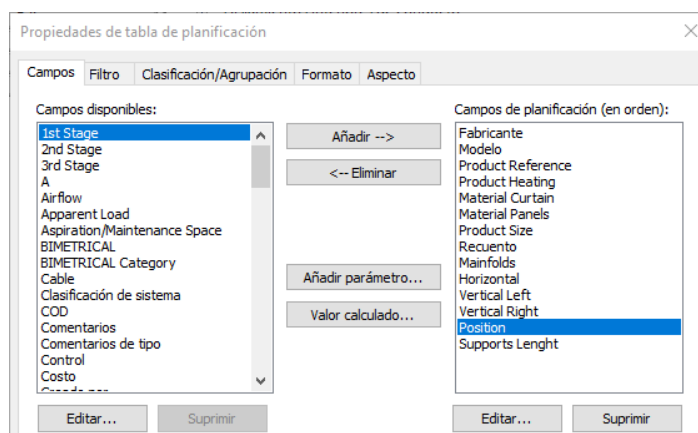 Propiedades de tabla de planificación
Campos Filtro Clasificación/Agrupación Formato Aspecto
Campos disponibles:
1st Stage
2nd Stage
3rd Stage
A
Airflow
Apparent Load
Aspiration/Maintenance Space
BIMETRICAL
BIMETRICAL Category
Cable
Clasificación de sistema
COD
Comentarios
Comentarios de tipo
Control
Costo
Editar...
Suprimir
Añadir -->
<-- Eliminar
Añadir parámetro...
Valor calculado...
Campos de planificación (en orden):
Fabricante
Modelo
Product Reference
Product Heating
Material Curtain
Material Panels
Product Size
Recuento
Mainfolds
Horizontal
Vertical Left
Vertical Right
Position
Supports Lenght
Editar...
Suprimir